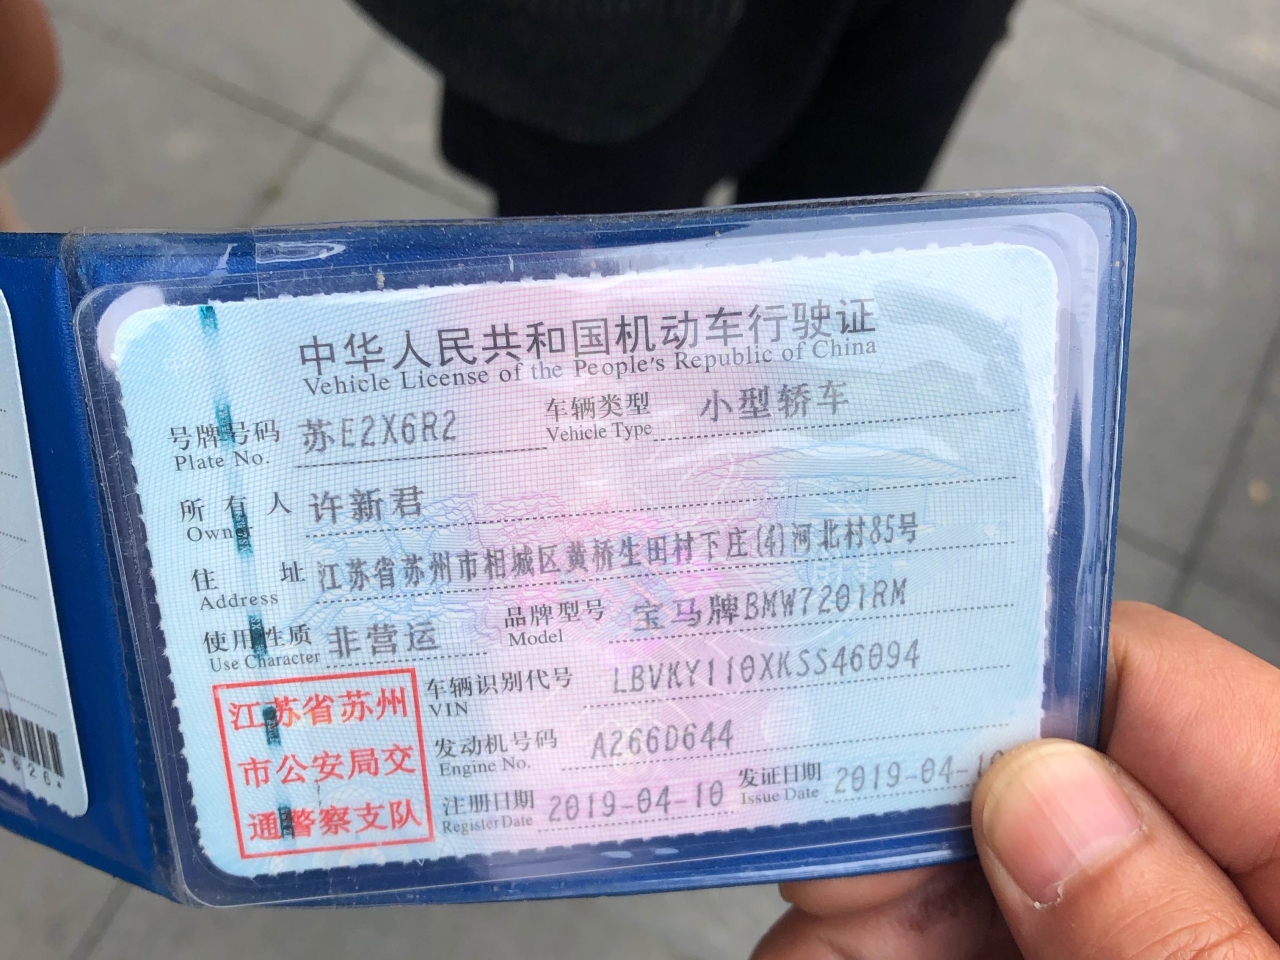 中华人民共和国机动车行驶证
Vehicle License of the People's Republic of China
号牌号码 苏E2X6R2 车辆类型 小型轿车
Plate No. Vehicle Type
所有人 许新君
Owner
住址 江苏省苏州市相城区黄桥生田村下庄(4)河北村85号
Address
使用性质 非营运 品牌型号 宝马牌BMW7201RM
Use Character Model
车辆识别代号 LBVKY110XKSS46094
VIN
发动机号码 A266D644
Engine No.
注册日期 2019-04-10 发证日期 2019-04-
Register Date Issue Date
江苏省苏州
市公安局交
通警察支队